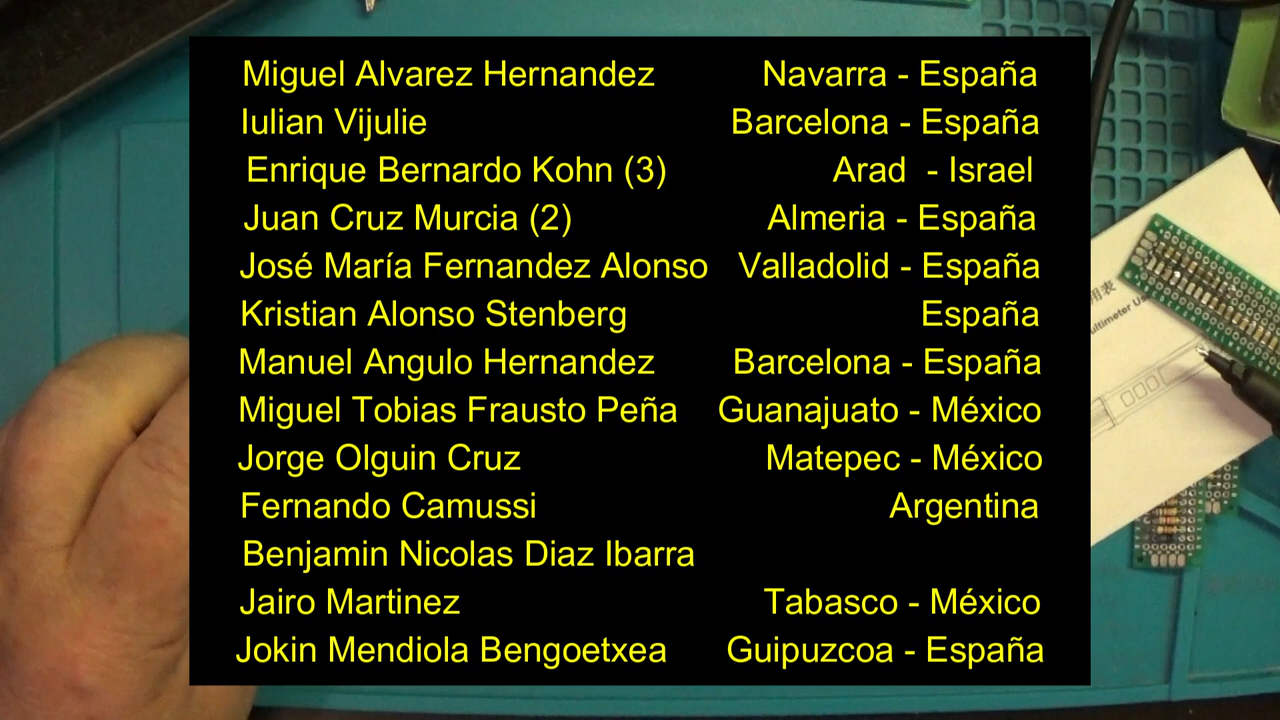 Miguel Alvarez Hernandez Navarra - España
Iulian Vijulie Barcelona - España
Enrique Bernardo Kohn (3) Arad - Israel
Juan Cruz Murcia (2) Almeria - España
José María Fernandez Alonso Valladolid - España
Kristian Alonso Stenberg España
Manuel Angulo Hernandez Barcelona - España
Miguel Tobias Frausto Peña Guanajuato - México
Jorge Olguin Cruz Matepec - México
Fernando Camussi Argentina
Benjamin Nicolas Diaz Ibarra
Jairo Martinez Tabasco - México
Jokin Mendiola Bengoetxea Guipuzcoa - España
用表